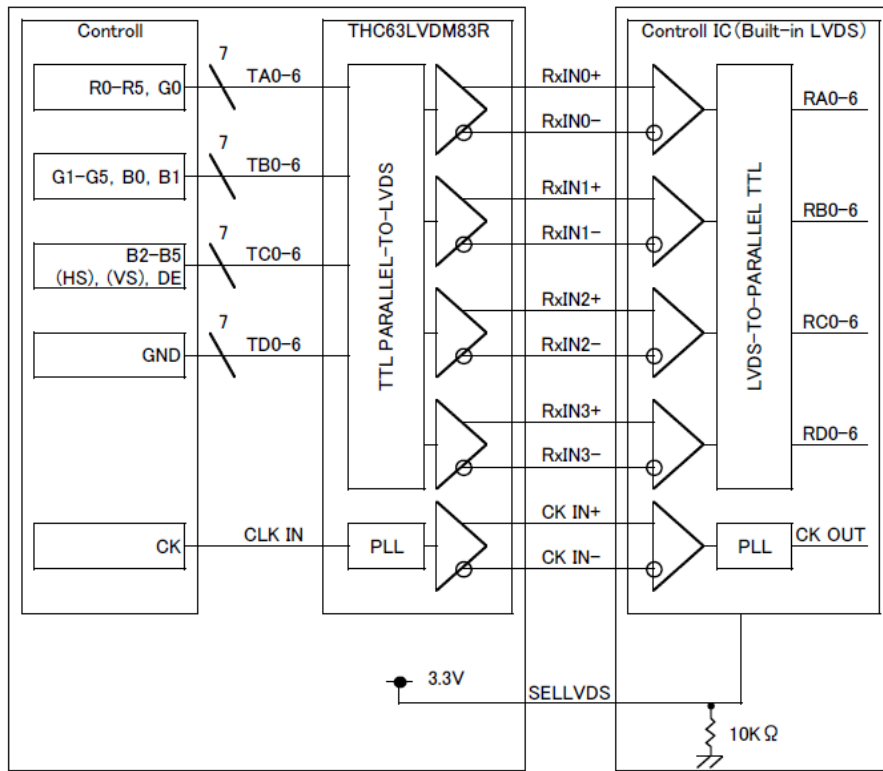 Controll
THC63LVDM83R
Controll IC(Built-in LVDS)
R0-R5, G0
7
TA0-6
RxIN0+
RxIN0-
RA0-6
G1-G5, B0, B1
7
TB0-6
RxIN1+
RxIN1-
RB0-6
B2-B5
(HS), (VS), DE
7
TC0-6
RxIN2+
RxIN2-
RC0-6
GND
7
TD0-6
RxIN3+
RxIN3-
RD0-6
TTL PARALLEL-TO-LVDS
LVDS-TO-PARALLEL TTL
CK
CLK IN
PLL
CK IN+
CK IN-
PLL
CK OUT
3.3V
SELLVDS
10KΩ